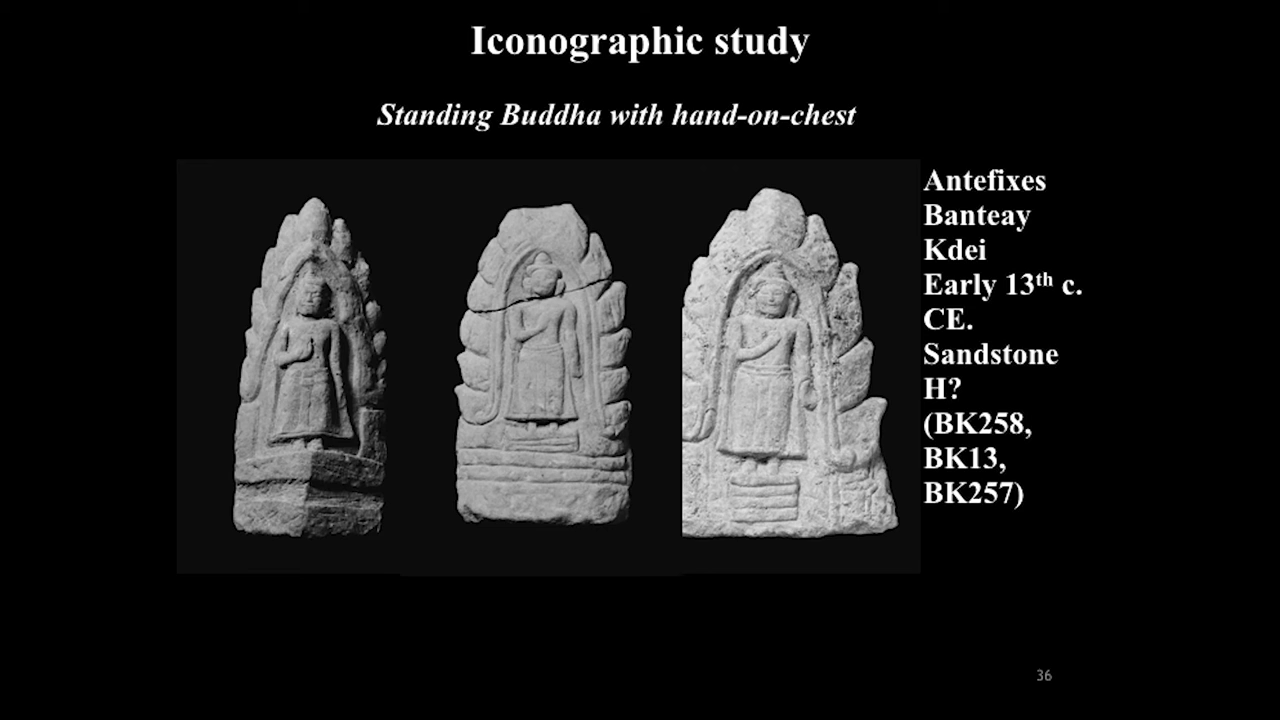 Iconographic study
Standing Buddha with hand-on-chest
Antefixes
Banteay
Kdei
Early 13th c.
CE.
Sandstone
H?
(BK258,
BK13,
BK257)
36